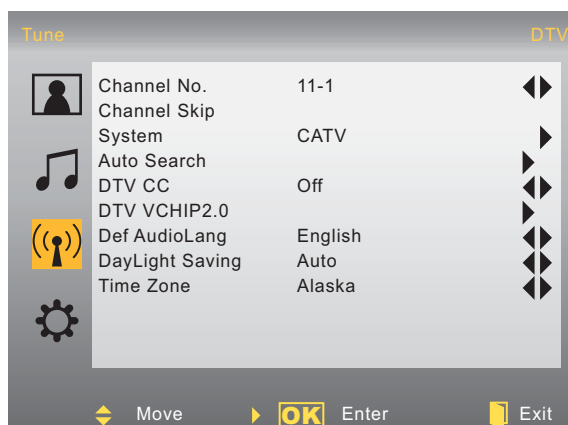 Tune DTV
Channel No. 11-1
Channel Skip
System CATV
Auto Search
DTV CC Off
DTV VCHIP2.0
Def AudioLang English
DayLight Saving Auto
Time Zone Alaska
Move OK Enter Exit